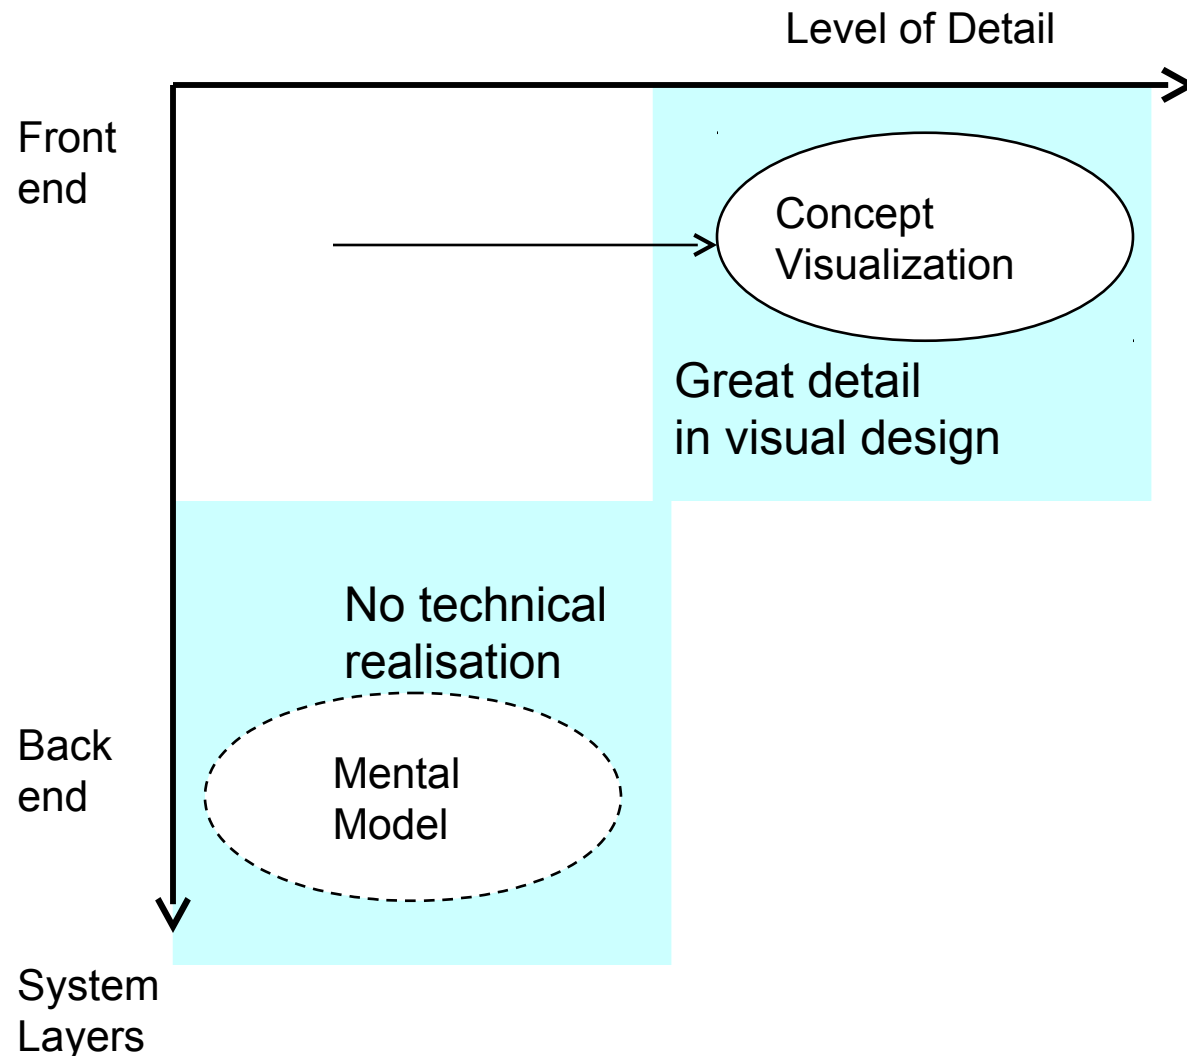 Level of Detail
Front
end
Concept
Visualization
Great detail
in visual design
No technical
realisation
Back
end
Mental
Model
System
Layers